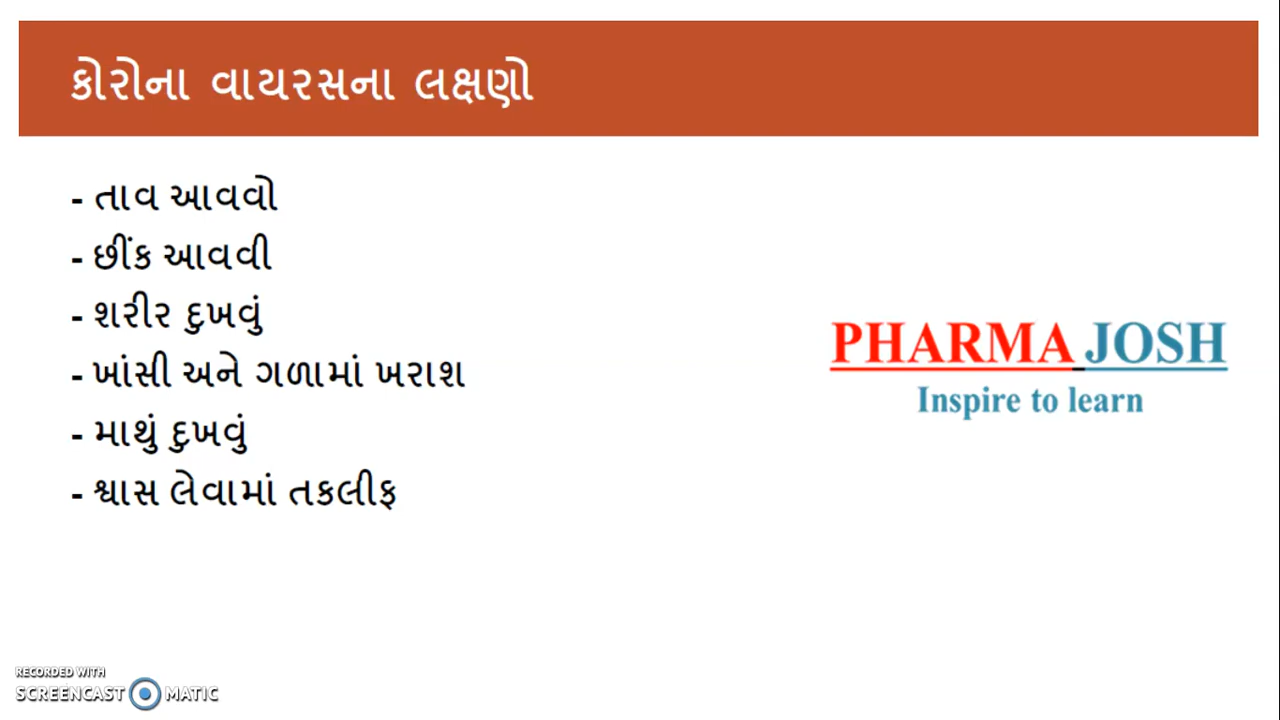 કોરોના વાયરસના લક્ષણો
- તાવ આવવો
- છીંક આવવી
- શરીર દુખવું
- ખાંસી અને ગળામાં ખરાશ
- માથું દુખવું
- શ્વાસ લેવામાં તકલીફ
PHARMA JOSH
Inspire to learn
RECORDED WITH
SCREENCAST MATIC